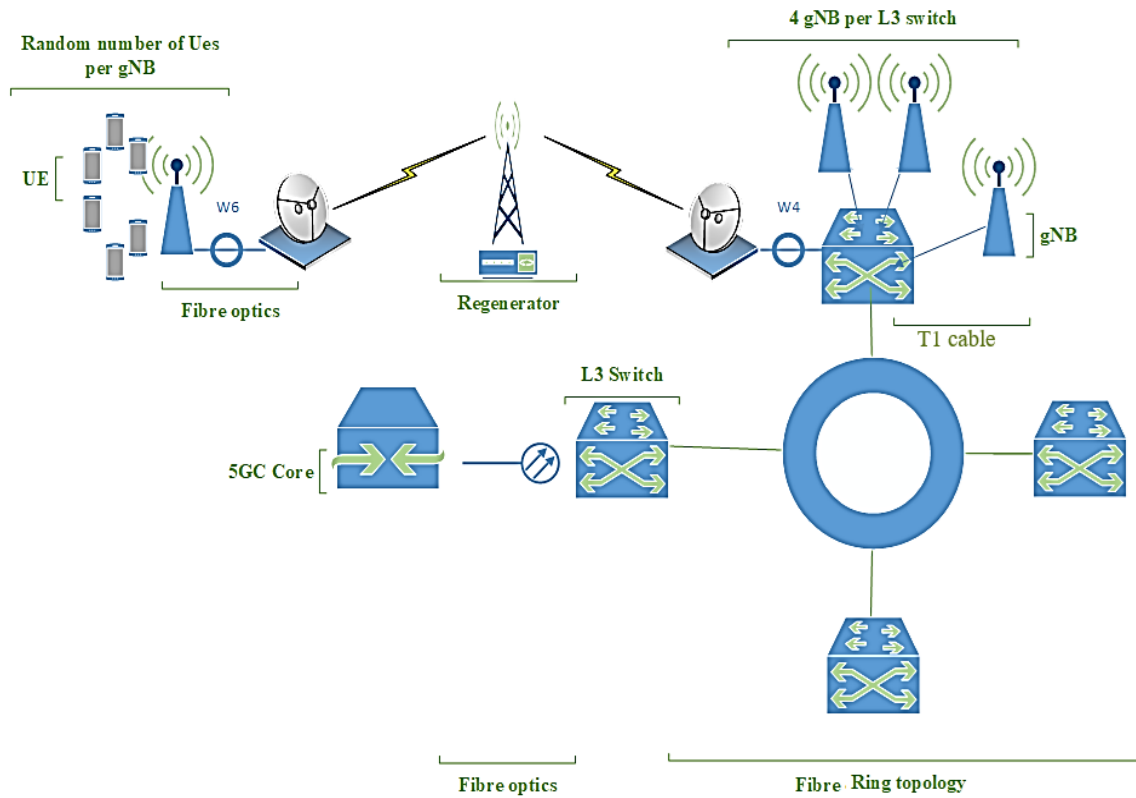 4 gNB per L3 switch
Random number of Ues
per gNB
UE
W6
W4
gNB
Fibre optics
Regenerator
T1 cable
L3 Switch
5GC Core
Fibre optics
Fibre Ring topology